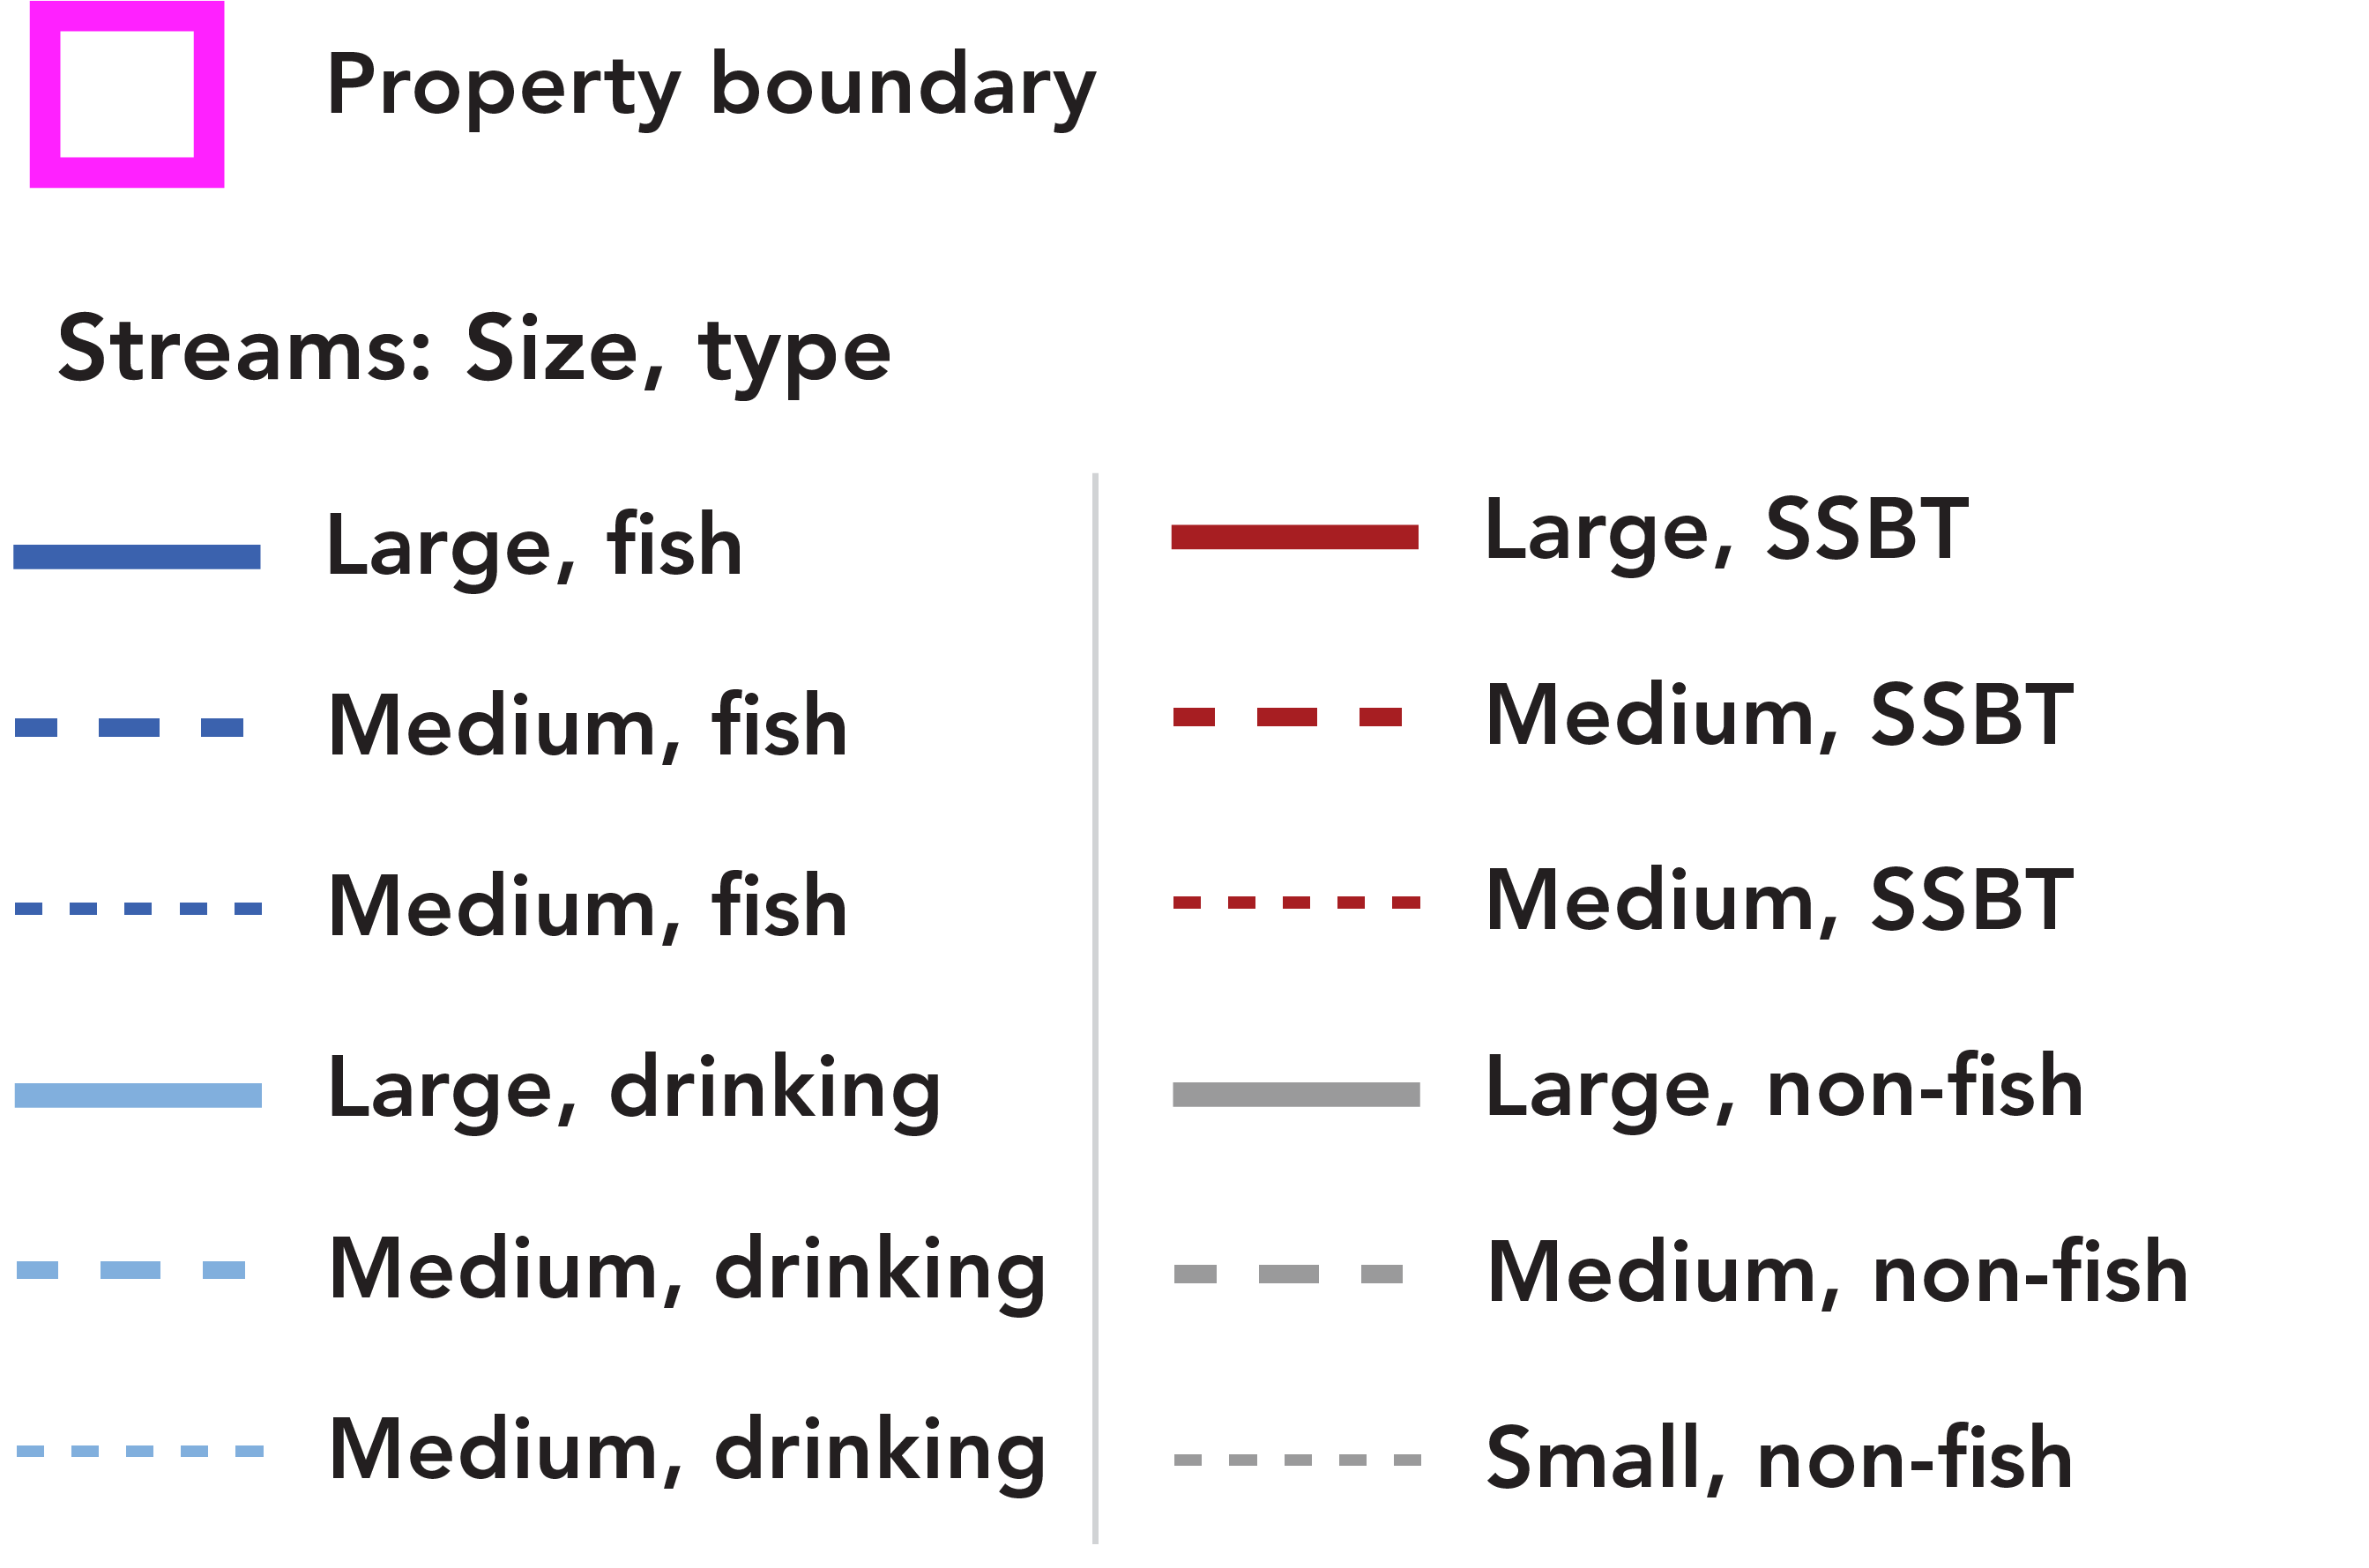 Property boundary
Streams: Size, type
Large, fish
Medium, fish
Medium, fish
Large, drinking
Medium, drinking
Medium, drinking
Large, SSBT
Medium, SSBT
Medium, SSBT
Large, non-fish
Medium, non-fish
Small, non-fish